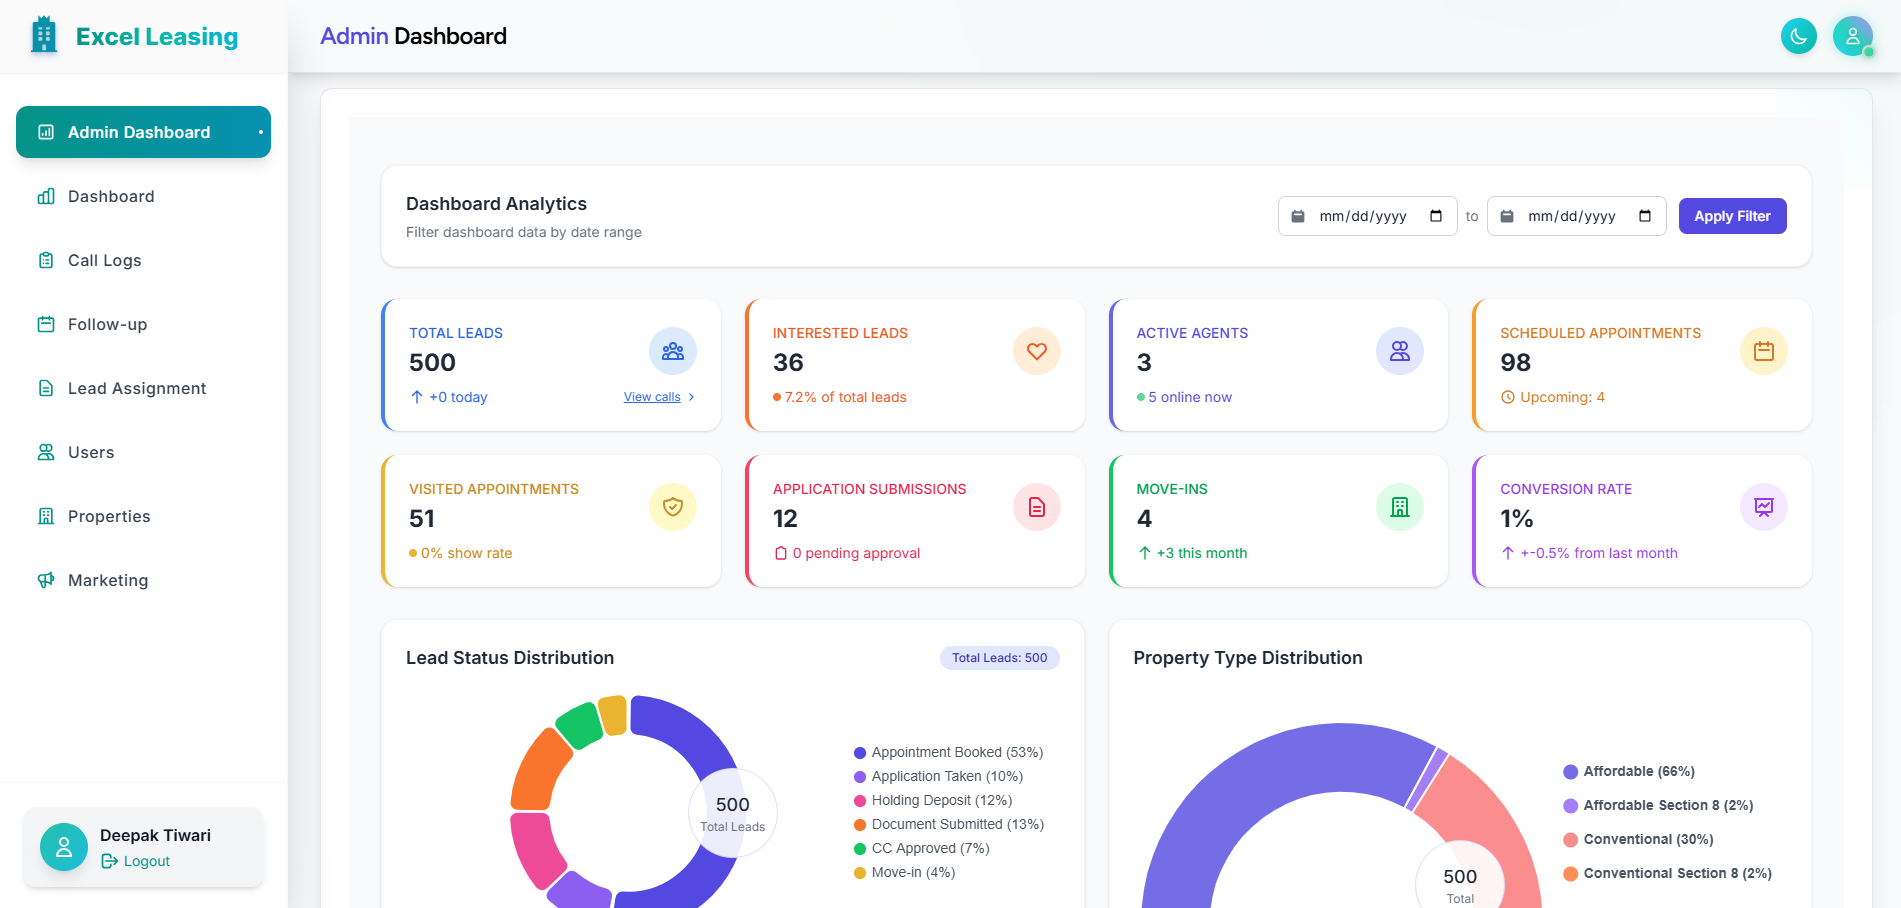 Excel Leasing
Admin Dashboard
Admin Dashboard
Dashboard
Call Logs
Follow-up
Lead Assignment
Users
Properties
Marketing
Deepak Tiwari
Logout
Dashboard Analytics
Filter dashboard data by date range
mm/dd/yyyy to mm/dd/yyyy Apply Filter
TOTAL LEADS
500
+0 today View calls
INTERESTED LEADS
36
7.2% of total leads
ACTIVE AGENTS
3
5 online now
SCHEDULED APPOINTMENTS
98
Upcoming: 4
VISITED APPOINTMENTS
51
0% show rate
APPLICATION SUBMISSIONS
12
0 pending approval
MOVE-INS
4
+3 this month
CONVERSION RATE
1%
+-0.5% from last month
Lead Status Distribution
Total Leads: 500
500
Total Leads
Appointment Booked (53%)
Application Taken (10%)
Holding Deposit (12%)
Document Submitted (13%)
CC Approved (7%)
Move-in (4%)
Property Type Distribution
500
Total
Affordable (66%)
Affordable Section 8 (2%)
Conventional (30%)
Conventional Section 8 (2%)